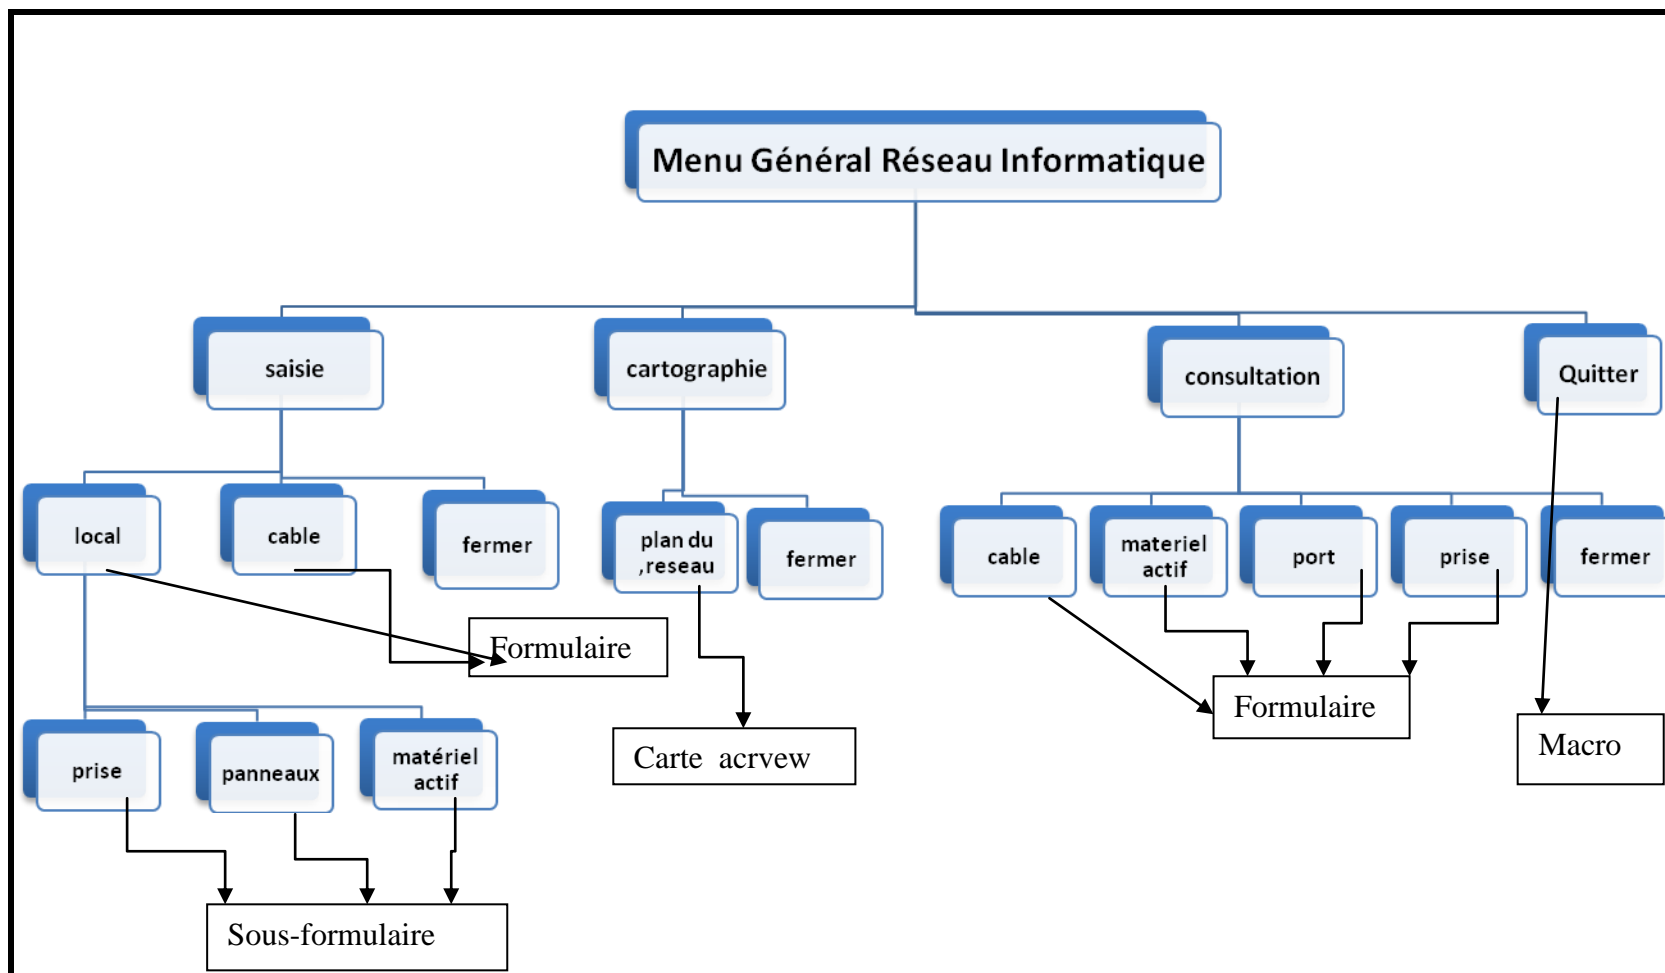 Menu Général Réseau Informatique
saisie
cartographie
consultation
Quitter
local
cable
fermer
plan du
,reseau
fermer
cable
materiel
actif
port
prise
fermer
Formulaire
Formulaire
prise
panneaux
matériel
actif
Carte acrvew
Macro
Sous-formulaire